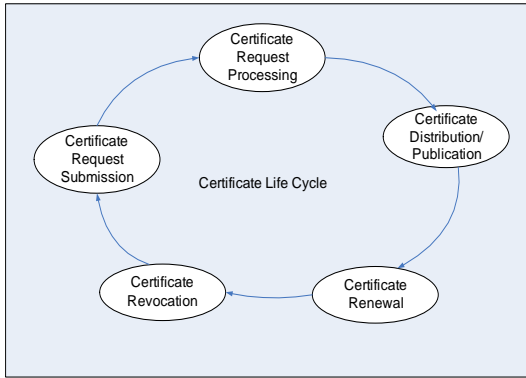 Certificate
Request
Processing
Certificate
Distribution/
Publication
Certificate
Request
Submission
Certificate Life Cycle
Certificate
Revocation
Certificate
Renewal